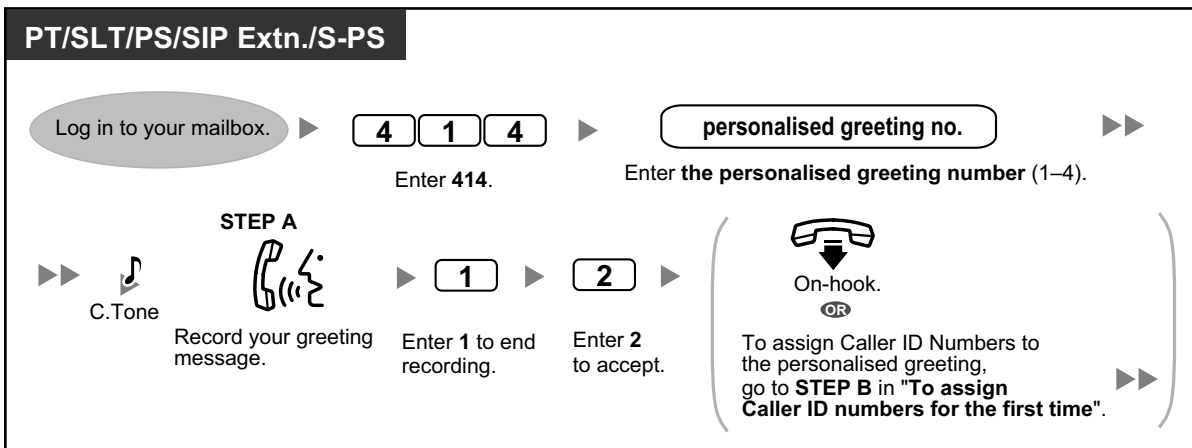 PT/SLT/PS/SIP Extn./S-PS
Log in to your mailbox.
4 1 4
Enter 414.
personalised greeting no.
Enter the personalised greeting number (1–4).
C.Tone
STEP A
Record your greeting
message.
1
Enter 1 to end
recording.
2
Enter 2
to accept.
On-hook.
OR
To assign Caller ID Numbers to
the personalised greeting,
go to STEP B in "To assign
Caller ID numbers for the first time".